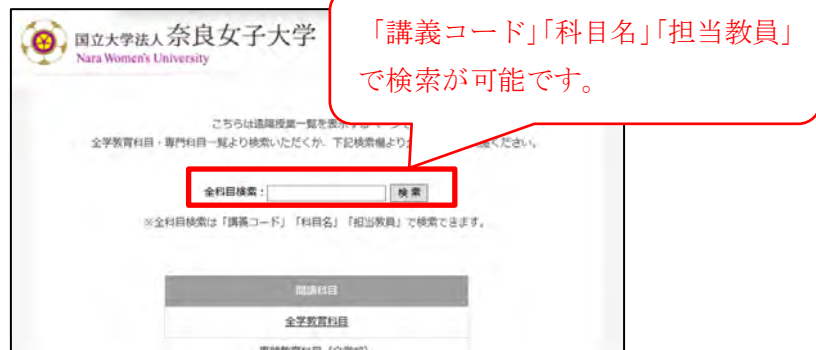 国立大学法人奈良女子大学
Nara Women's University
「講義コード」「科目名」「担当教員」
で検索が可能です。
こちらは遠隔授業一覧を表示する
全学教育科目・専門科目一覧より検索いただくか、下記検索欄より
ください。
全科目検索：
検索
※全科目検索は「講義コード」「科目名」「担当教員」で検索できます。
開講科目
全学教育科目